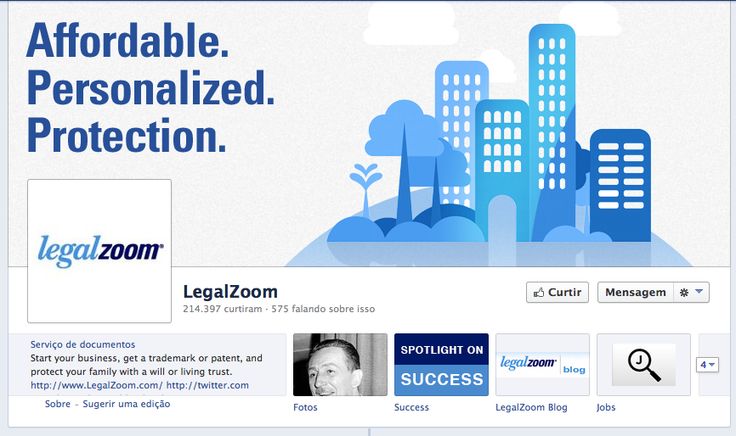 Affordable.
Personalized.
Protection.
legalzoom®
LegalZoom
214.397 curtiram · 575 falando sobre isso
Curtir
Mensagem
Serviço de documentos
Start your business, get a trademark or patent, and
protect your family with a will or living trust.
http://www.LegalZoom.com/ http://twitter.com
Sobre - Sugerir uma edição
Fotos
SPOTLIGHT ON
SUCCESS
Success
legalzoom blog
LegalZoom Blog
J
Jobs
4